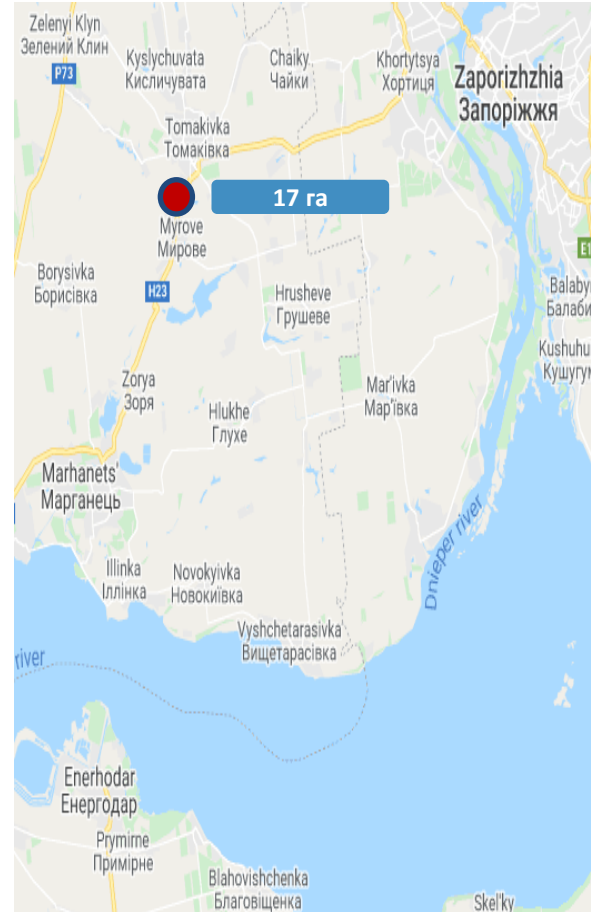 Zelenyi Klyn
Зелений Клин
P73
Kyslychuvata
Кисличувата
Chaiky
Чайки
Khortytsya
Хортиця
Zaporizhzhia
Запоріжжя
Tomakivka
Томаківка
17 га
Myrove
Мирове
E1
Borysivka
Борисівка
H23
Hrusheve
Грушеве
Balaby
Балаби
Kushuhu
Кушугум
Zorya
Зоря
Mar'ivka
Мар'ївка
Hlukhe
Глухе
Marhanets'
Марганець
Dnieper river
Illinka
Іллінка
Novokyivka
Новокиївка
Vyshchetarasivka
Вищетарасівка
river
Enerhodar
Енергодар
Prymirne
Примірне
Blahovishchenka
Благовіщенка
Skel'ky